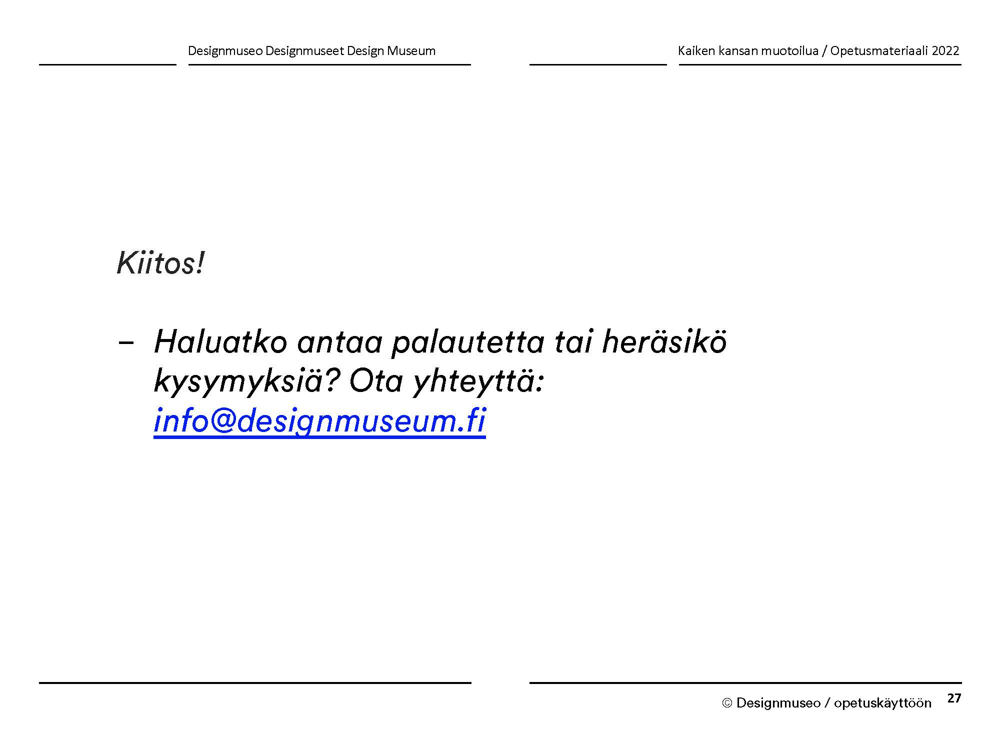 Designmuseo Designmuseet Design Museum
Kaiken kansan muotoilua / Opetusmateriaali 2022
Kiitos!
– Haluatko antaa palautetta tai heräsikö
kysymyksiä? Ota yhteyttä:
info@designmuseum.fi
© Designmuseo / opetuskäyttöön 27